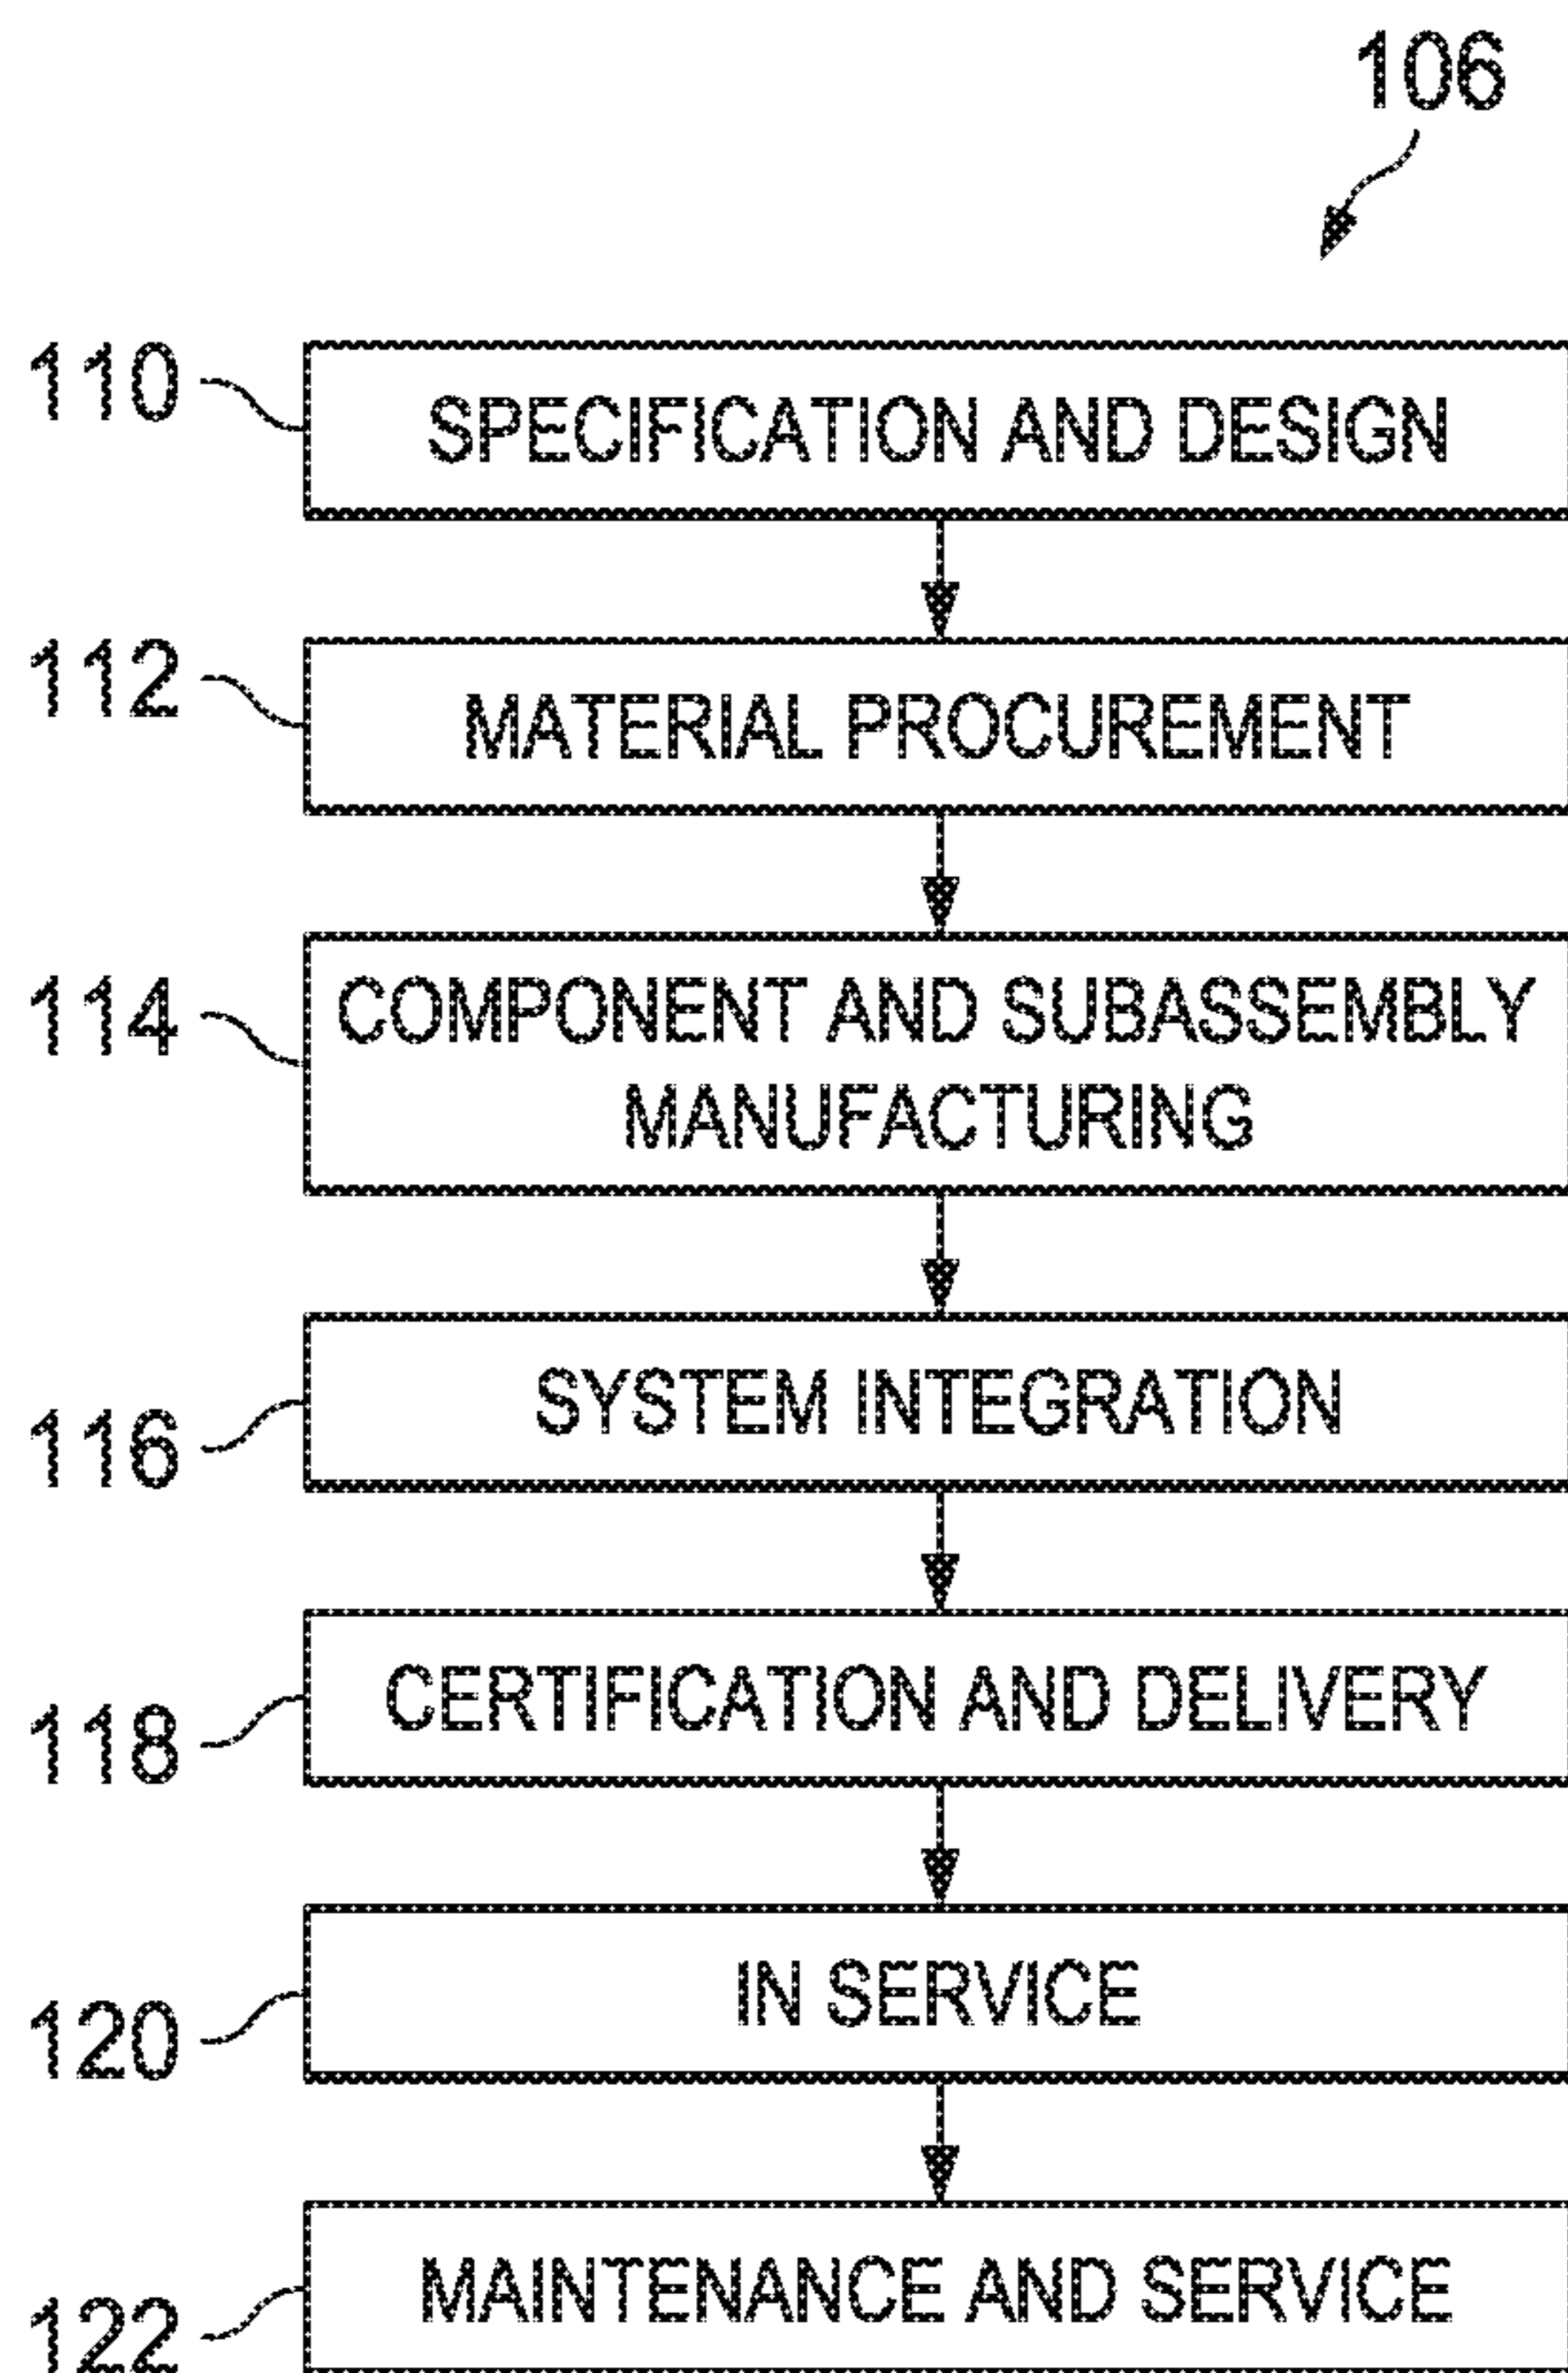 106
110 SPECIFICATION AND DESIGN
112 MATERIAL PROCUREMENT
114 COMPONENT AND SUBASSEMBLY
MANUFACTURING
116 SYSTEM INTEGRATION
118 CERTIFICATION AND DELIVERY
120 IN SERVICE
122 MAINTENANCE AND SERVICE